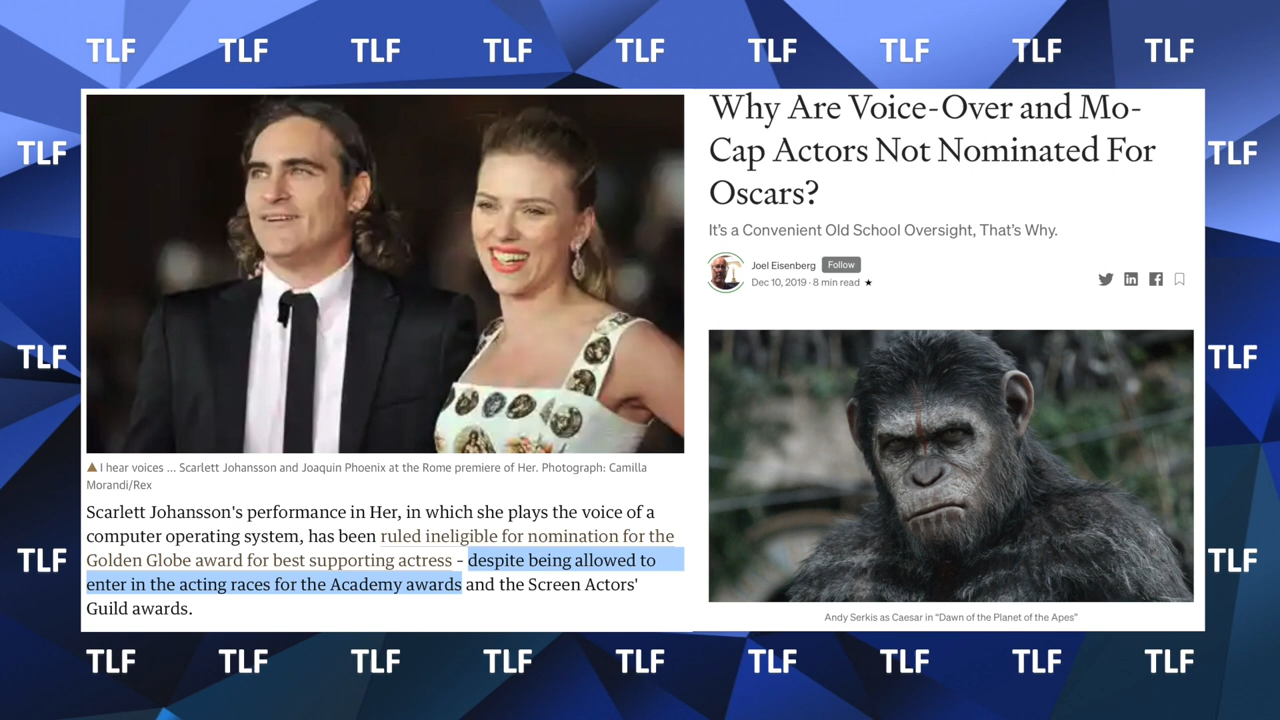 TLF TLF TLF TLF TLF TLF TLF TLF TLF
TLF TLF
TLF TLF
TLF TLF
▲ I hear voices ... Scarlett Johansson and Joaquin Phoenix at the Rome premiere of Her. Photograph: Camilla
Morandi/Rex
Scarlett Johansson's performance in Her, in which she plays the voice of a
computer operating system, has been ruled ineligible for nomination for the
Golden Globe award for best supporting actress – despite being allowed to
enter in the acting races for the Academy awards and the Screen Actors'
Guild awards.
Why Are Voice-Over and Mo-
Cap Actors Not Nominated For
Oscars?
It's a Convenient Old School Oversight, That's Why.
Joel Eisenberg Follow
Dec 10, 2019 · 8 min read ★
Andy Serkis as Caesar in "Dawn of the Planet of the Apes"
TLF TLF TLF TLF TLF TLF TLF TLF TLF